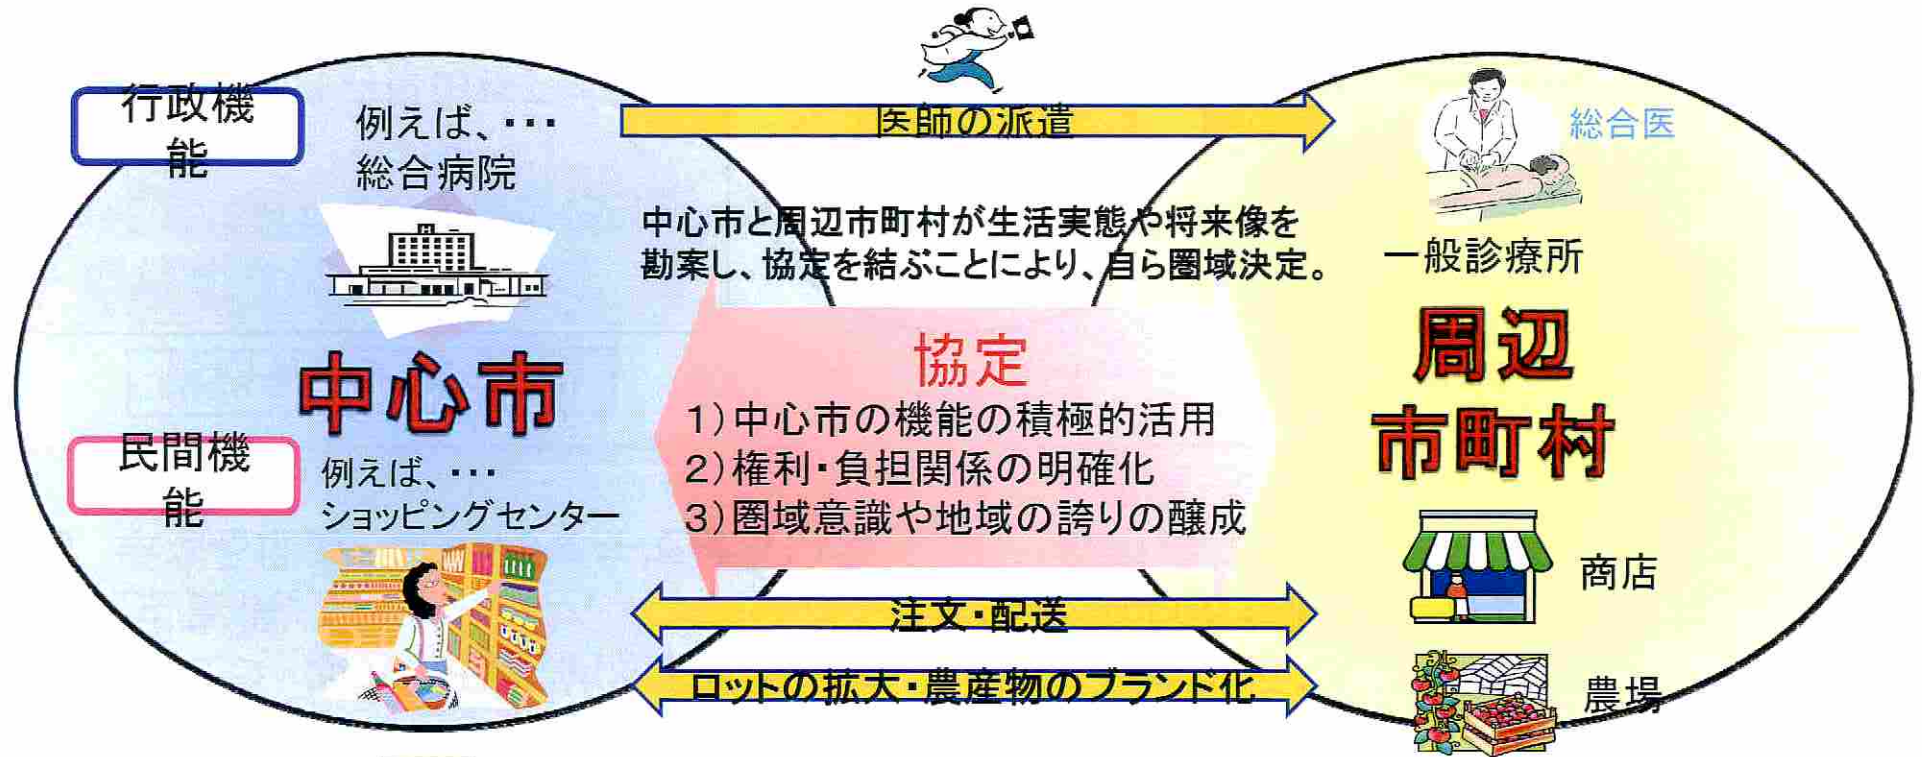 行政機
能
例えば、・・・
総合病院
医師の派遣
総合医
一般診療所
中心市と周辺市町村が生活実態や将来像を
勘案し、協定を結ぶことにより、自ら圏域決定。
中心市
協定
1)中心市の機能の積極的活用
2)権利・負担関係の明確化
3)圏域意識や地域の誇りの醸成
周辺
市町村
民間機
能
例えば、・・・
ショッピングセンター
商店
注文・配送
ロットの拡大・農産物のブランド化
農場